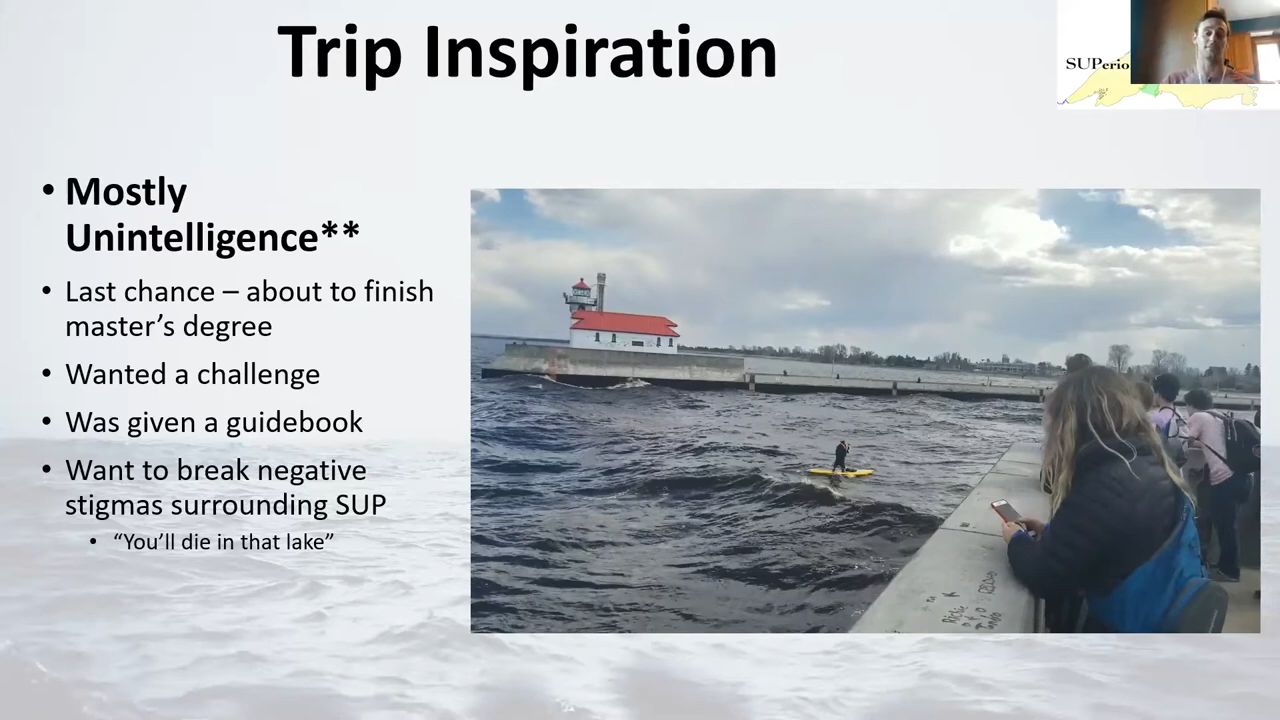 Trip Inspiration
SUPerio
• Mostly
Unintelligence**
• Last chance – about to finish
master’s degree
• Wanted a challenge
• Was given a guidebook
• Want to break negative
stigmas surrounding SUP
• “You’ll die in that lake”